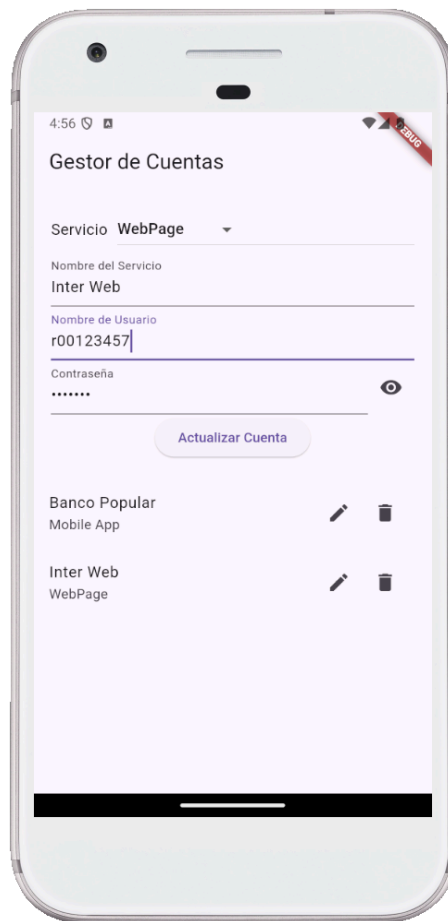 4:56
DEBUG
Gestor de Cuentas
Servicio WebPage
Nombre del Servicio
Inter Web
Nombre de Usuario
r00123457
Contraseña
•••••••
Actualizar Cuenta
Banco Popular
Mobile App
Inter Web
WebPage